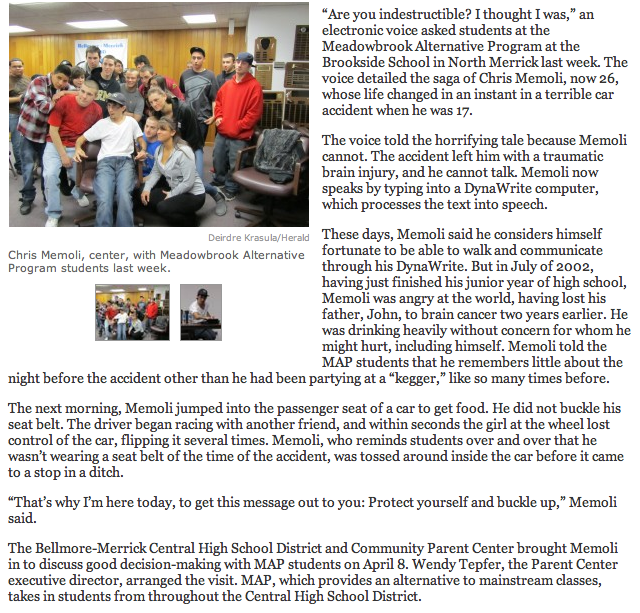 Bellmore-Merrick
Deirdre Krasula/Herald
Chris Memoli, center, with Meadowbrook Alternative
Program students last week.
“Are you indestructible? I thought I was,” an
electronic voice asked students at the
Meadowbrook Alternative Program at the
Brookside School in North Merrick last week. The
voice detailed the saga of Chris Memoli, now 26,
whose life changed in an instant in a terrible car
accident when he was 17.
The voice told the horrifying tale because Memoli
cannot. The accident left him with a traumatic
brain injury, and he cannot talk. Memoli now
speaks by typing into a DynaWrite computer,
which processes the text into speech.
These days, Memoli said he considers himself
fortunate to be able to walk and communicate
through his DynaWrite. But in July of 2002,
having just finished his junior year of high school,
Memoli was angry at the world, having lost his
father, John, to brain cancer two years earlier. He
was drinking heavily without concern for whom he
might hurt, including himself. Memoli told the
MAP students that he remembers little about the
night before the accident other than he had been partying at a “kegger,” like so many times before.
The next morning, Memoli jumped into the passenger seat of a car to get food. He did not buckle his
seat belt. The driver began racing with another friend, and within seconds the girl at the wheel lost
control of the car, flipping it several times. Memoli, who reminds students over and over that he
wasn’t wearing a seat belt of the time of the accident, was tossed around inside the car before it came
to a stop in a ditch.
“That’s why I’m here today, to get this message out to you: Protect yourself and buckle up,” Memoli
said.
The Bellmore-Merrick Central High School District and Community Parent Center brought Memoli
in to discuss good decision-making with MAP students on April 8. Wendy Tepfer, the Parent Center
executive director, arranged the visit. MAP, which provides an alternative to mainstream classes,
takes in students from throughout the Central High School District.